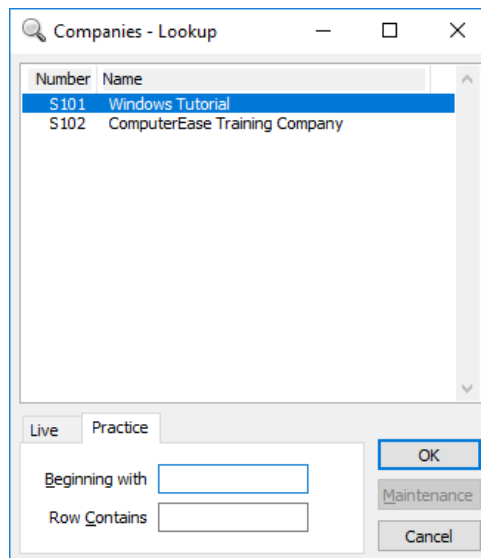 Companies - Lookup
Number Name
S101 Windows Tutorial
S102 ComputerEase Training Company
Live Practice
OK
Beginning with
Maintenance
Row Contains
Cancel